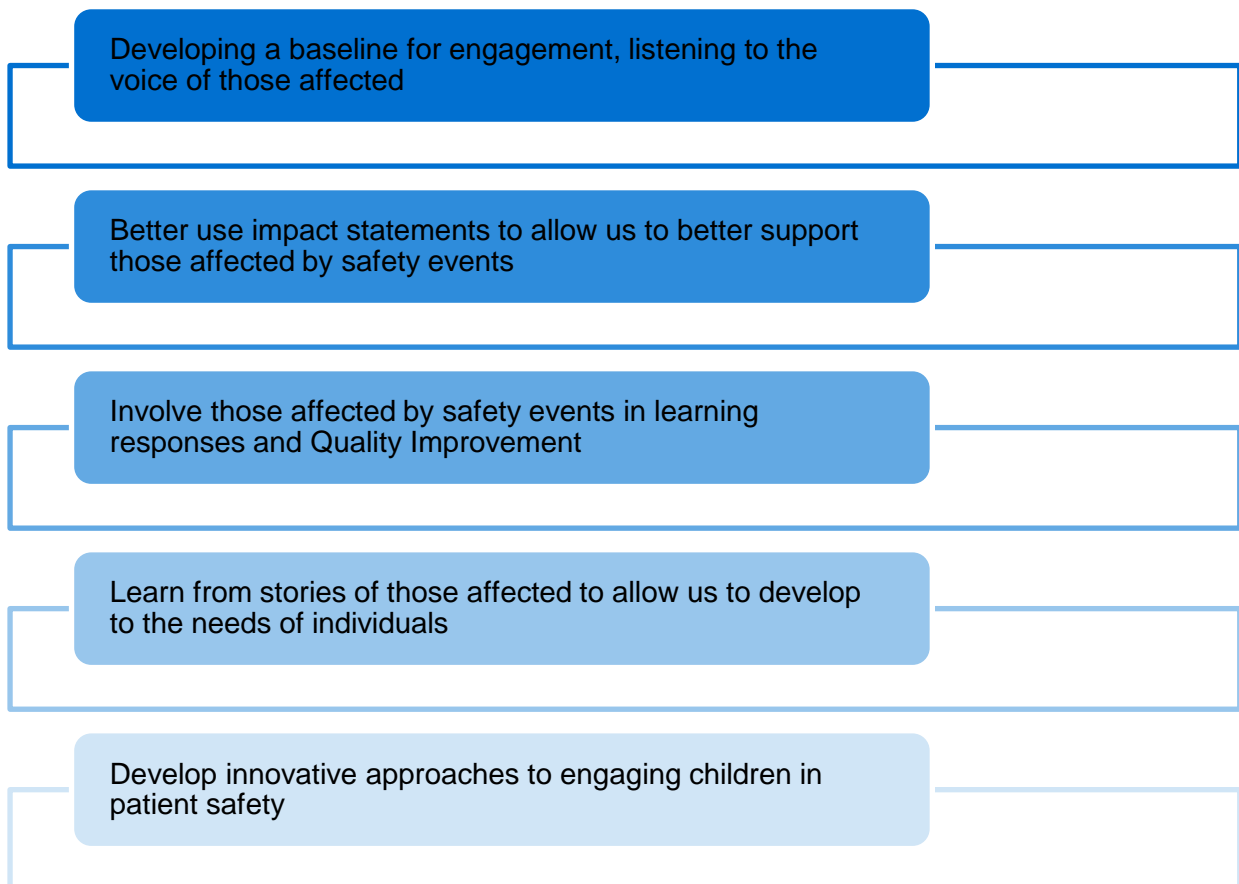 Developing a baseline for engagement, listening to the
voice of those affected
Better use impact statements to allow us to better support
those affected by safety events
Involve those affected by safety events in learning
responses and Quality Improvement
Learn from stories of those affected to allow us to develop
to the needs of individuals
Develop innovative approaches to engaging children in
patient safety